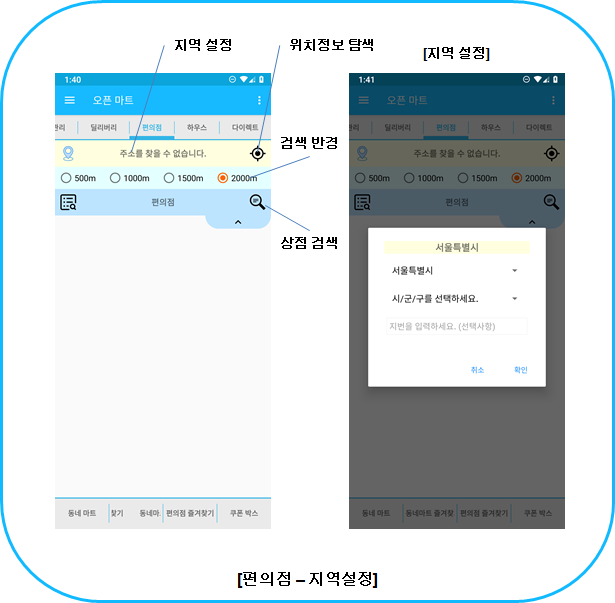 지역 설정
위치정보 탐색
[지역 설정]
1:40
오픈 마트
관리
딜리버리
편의점
하우스
다이렉트
주소를 찾을 수 없습니다.
검색 반경
500m
1000m
1500m
2000m
편의점
상점 검색
동네 마트
찾기
동네마.
편의점 즐겨찾기
쿠폰 박스
1:41
오픈 마트
관리
딜리버리
편의점
하우스
다이렉트
주소를 찾을 수 없습니다.
500m
1000m
1500m
2000m
편의점
서울특별시
서울특별시
시/군/구를 선택하세요.
지번을 입력하세요. (선택사항)
취소
확인
동네 마트
동네마트 즐겨찾
편의점 즐겨찾기
쿠폰 박스
[편의점 – 지역설정]